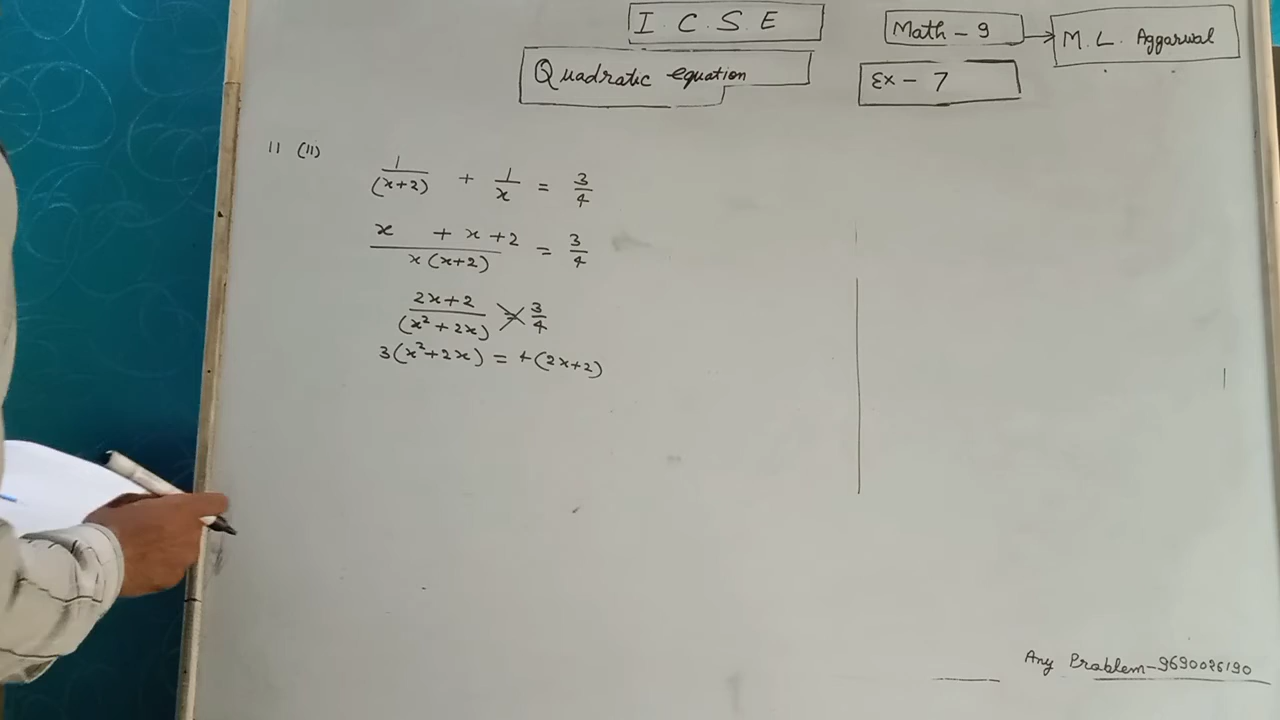 I C S E
Math - 9 → M. L. Aggarwal
Quadratic equation
Ex - 7
11 (11)
1/(x+2) + 1/x = 3/4
x + x + 2 / x(x+2) = 3/4
2x+2 / (x² + 2x) = 3/4
3(x² + 2x) = 4(2x+2)
Any Problem - 9690026190